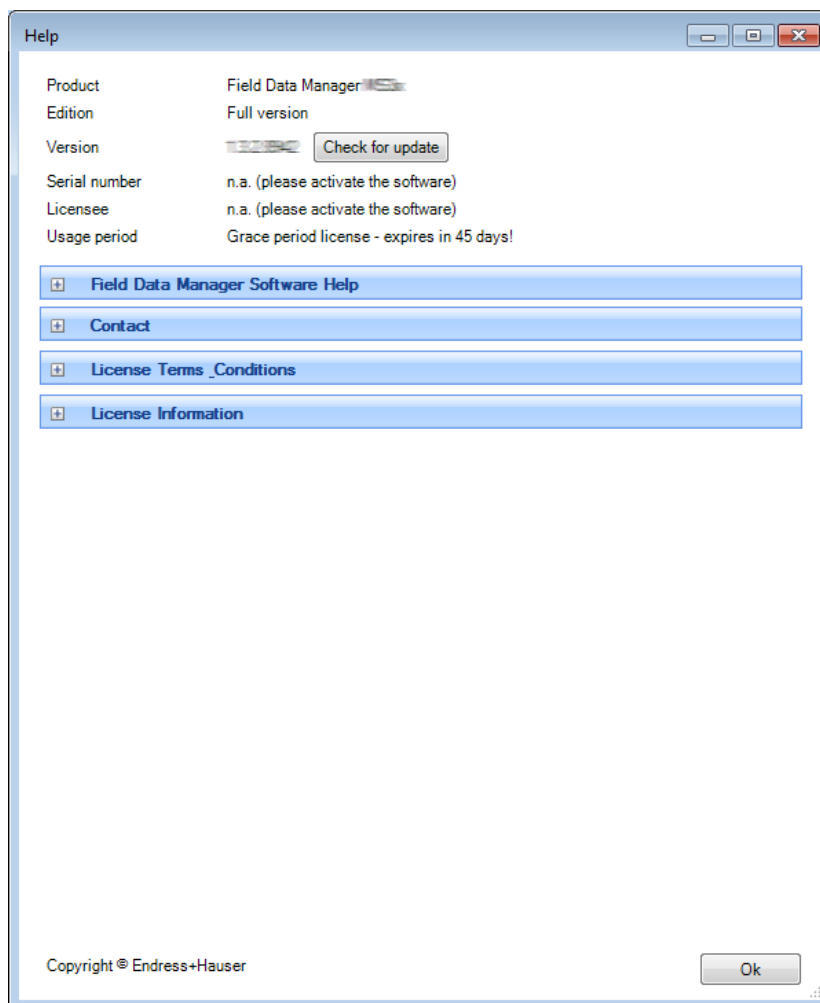 Help
Product Field Data Manager
Edition Full version
Version Check for update
Serial number n.a. (please activate the software)
Licensee n.a. (please activate the software)
Usage period Grace period license - expires in 45 days!
Field Data Manager Software Help
Contact
License Terms _Conditions
License Information
Copyright © Endress+Hauser
Ok